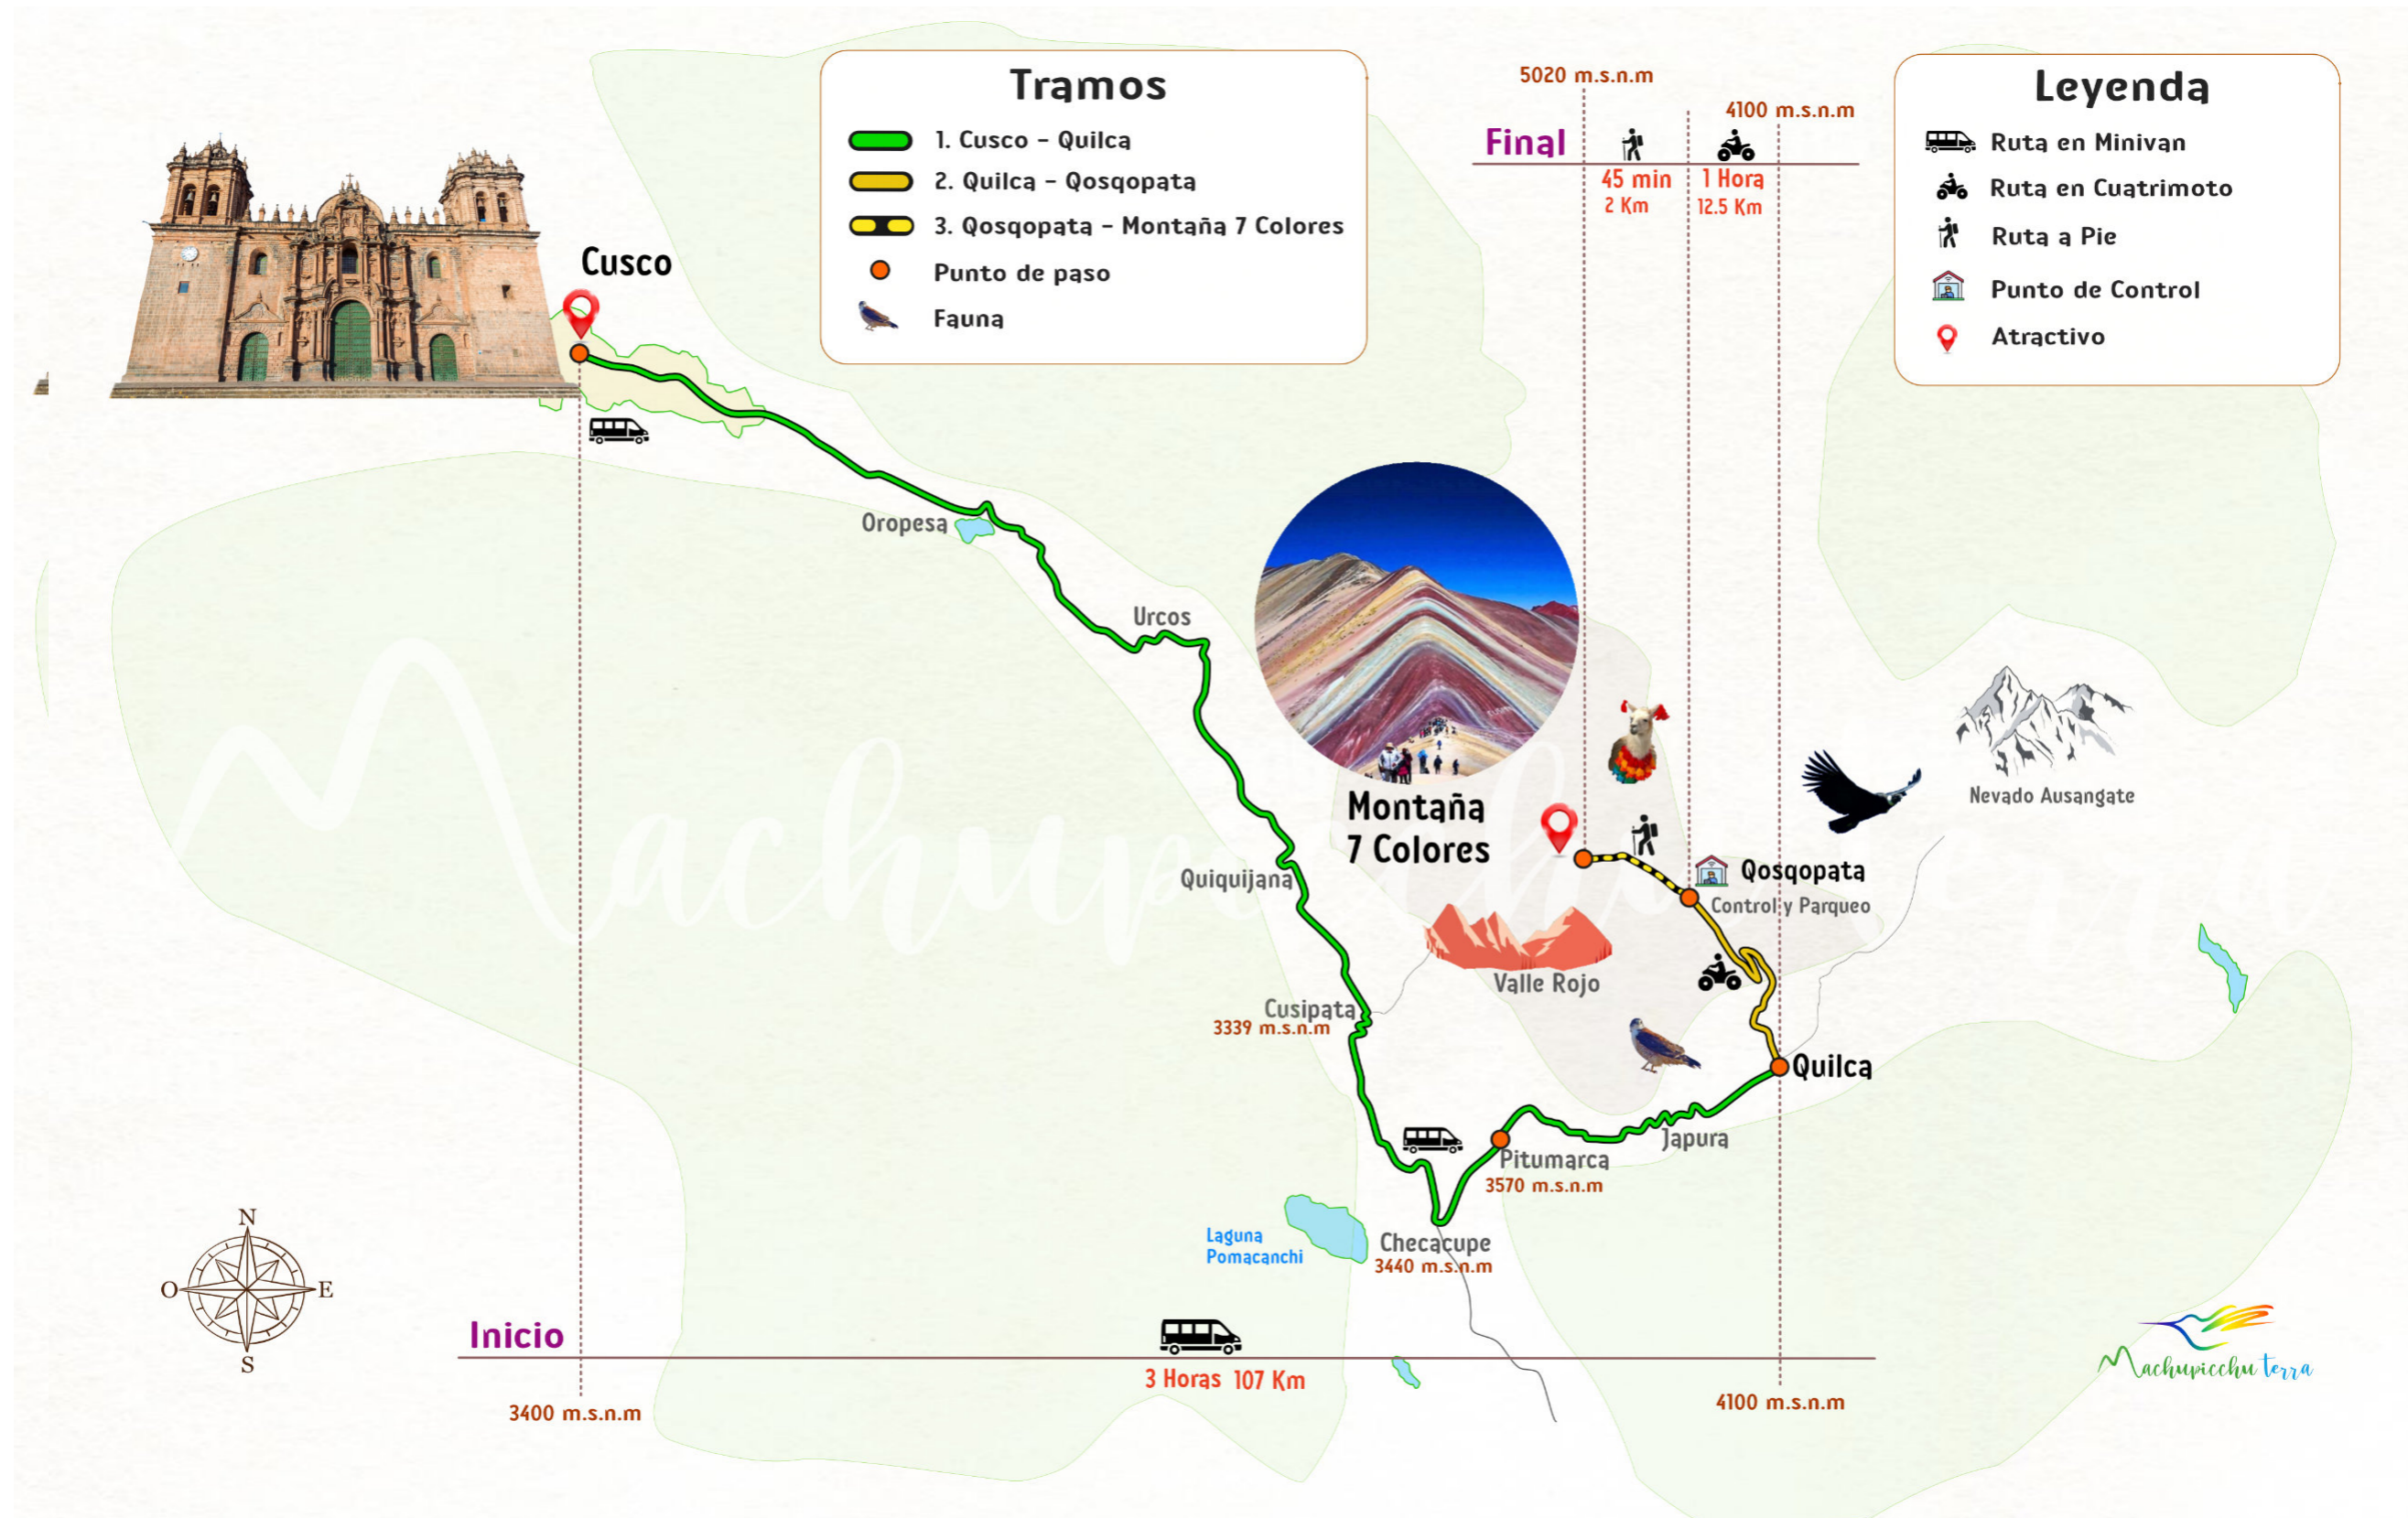 Tramos
1. Cusco - Quilca
2. Quilca - Qosqopata
3. Qosqopata - Montaña 7 Colores
Punto de paso
Fauna
5020 m.s.n.m
4100 m.s.n.m
Final
45 min
2 Km
1 Hora
12.5 Km
Leyenda
Ruta en Minivan
Ruta en Cuatrimoto
Ruta a Pie
Punto de Control
Atractivo
Cusco
Oropesa
Urcos
Montaña
7 Colores
Nevado Ausangate
Qosqopata
Control y Parqueo
Quiquijana
Valle Rojo
Cusipata
3339 m.s.n.m
Quilca
Japura
Pitumarca
3570 m.s.n.m
Laguna
Pomacanchi
Checacupe
3440 m.s.n.m
N
O
E
S
Inicio
3 Horas 107 Km
3400 m.s.n.m
4100 m.s.n.m
Machupicchu terra